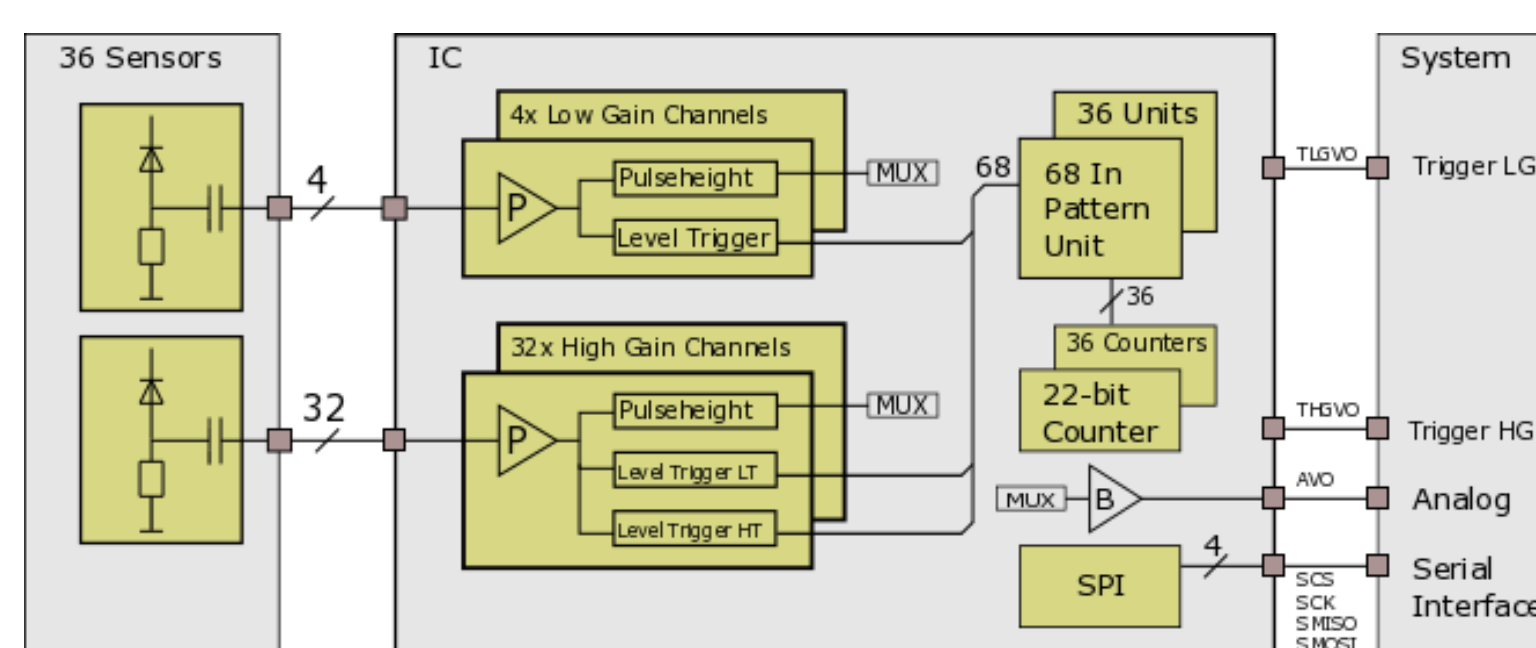 36 Sensors
IC
System
4x Low Gain Channels
36 Units
Pulseheight
MUX
68
68 In
Pattern
Unit
TLGVO
Trigger LG
4
P
Level Trigger
36
32x High Gain Channels
36 Counters
Pulseheight
MUX
22-bit
Counter
THGVO
Trigger HG
32
P
Level Trigger LT
MUX
B
AVO
Analog
Level Trigger HT
SPI
4
Serial
Interface
SCS
SCK
SMISO
SMOSI